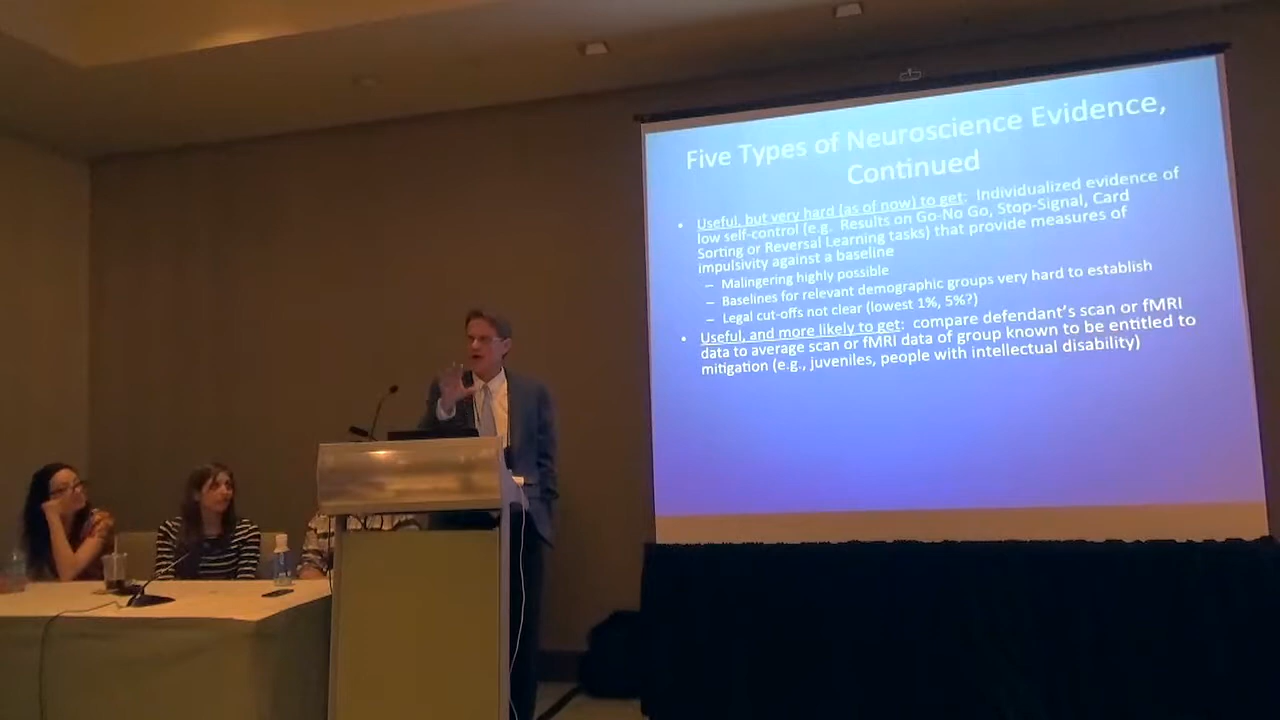 Five Types of Neuroscience Evidence,
Continued
• Useful, but very hard (as of now) to get: Individualized evidence of
low self-control (e.g. Results on Go-No Go, Stop-Signal, Card
Sorting or Reversal Learning tasks) that provide measures of
impulsivity against a baseline
– Malingering highly possible
– Baselines for relevant demographic groups very hard to establish
– Legal cut-offs not clear (lowest 1%, 5%?)
• Useful, and more likely to get: compare defendant's scan or fMRI
data to average scan or fMRI data of group known to be entitled to
mitigation (e.g., juveniles, people with intellectual disability)